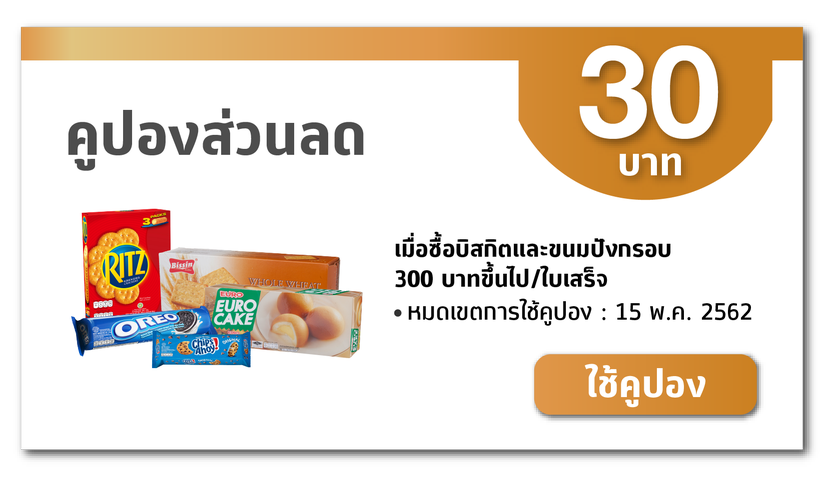 คูปองส่วนลด
30
บาท
เมื่อซื้อบิสกิตและขนมปังกรอบ
300 บาทขึ้นไป/ใบเสร็จ
• หมดเขตการใช้คูปอง : 15 พ.ค. 2562
ใช้คูปอง
3
RITZ
Bissin
WHOLE WHEAT
EURO
EURO
CAKE
OREO
Chips
Ahoy!